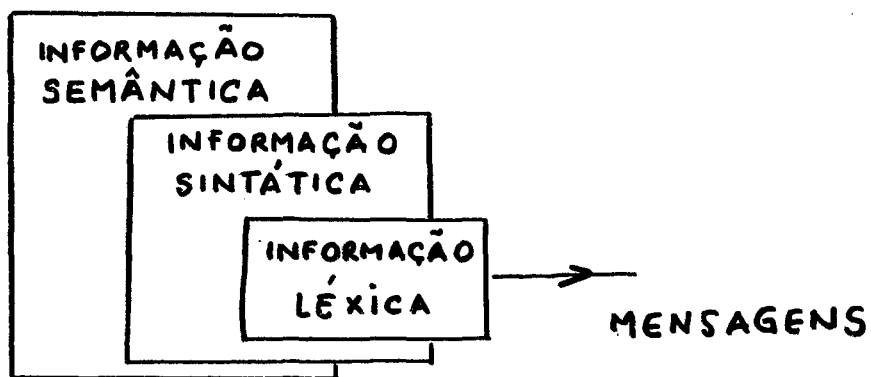 INFORMAÇÃO
SEMÂNTICA
INFORMAÇÃO
SINTÁTICA
INFORMAÇÃO
LÉXICA
MENSAGENS